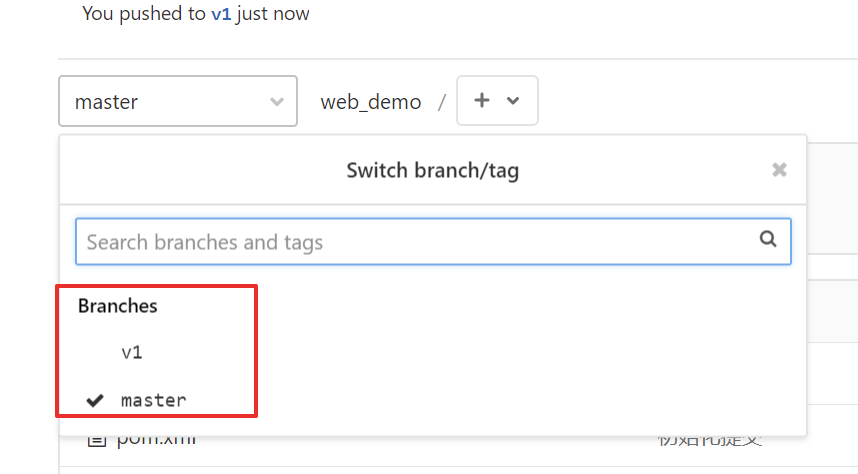 You pushed to v1 just now
master
web_demo / +
Switch branch/tag
Search branches and tags
Branches
v1
master
pom.xml 初始化提交